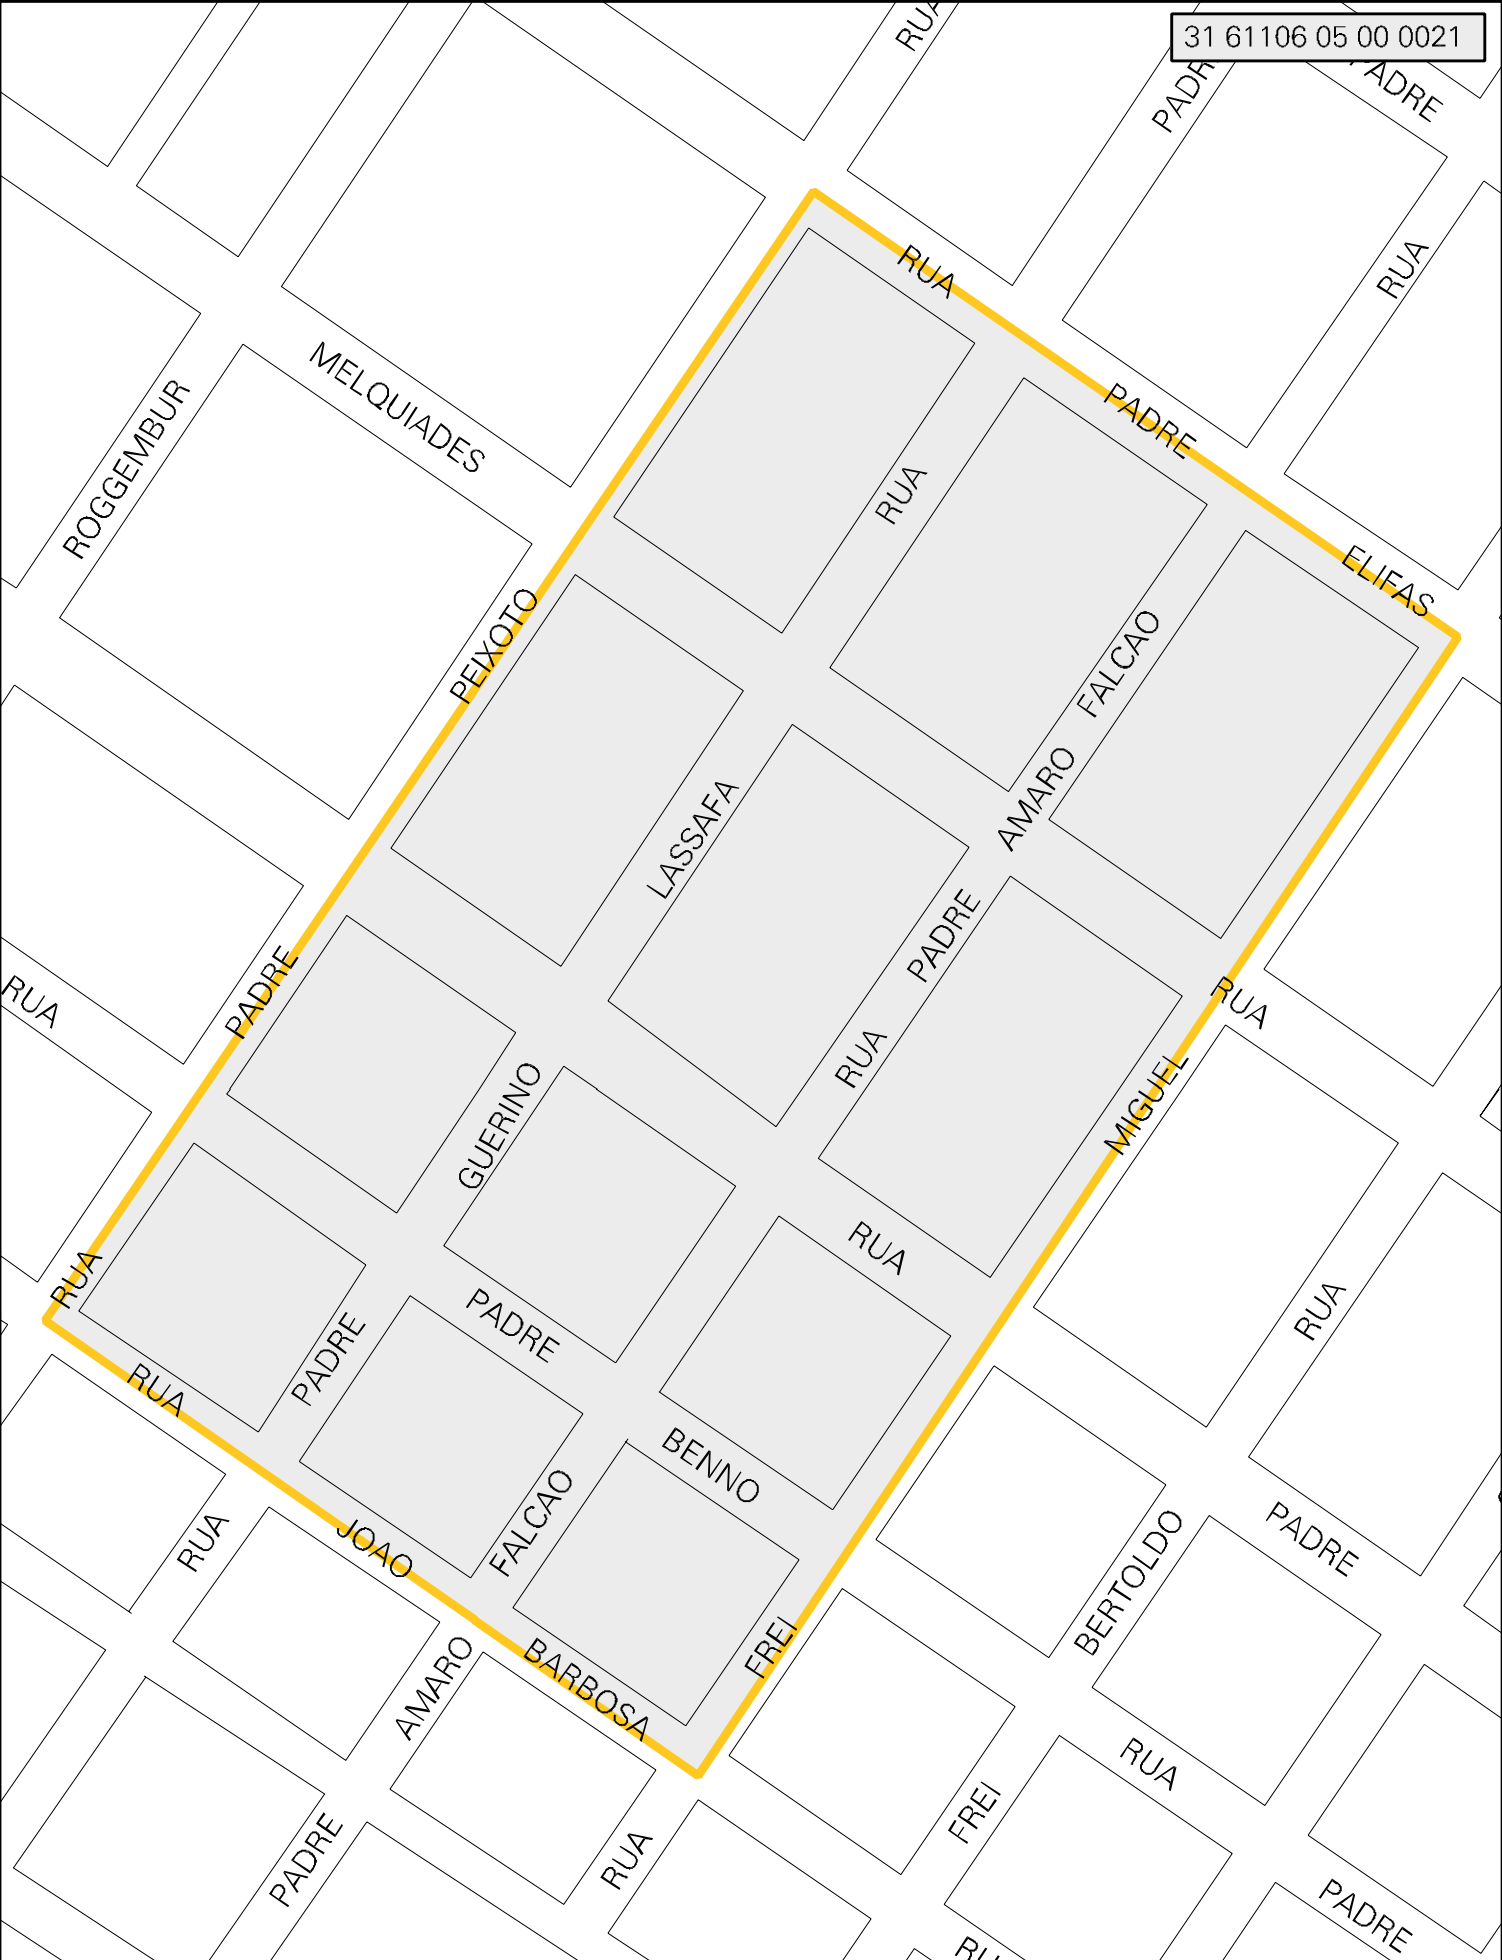 31 61106 05 00 0021
RUA
PADRE
RUA
RUA PADRE ELIFAS
MELQUIADES
ROGGEMBUR
RUA
RUA PADRE PEIXOTO
RUA PADRE AMARO FALCAO
LASSAFA
GUERINO
PADRE
RUA
RUA
FREI MIGUEL
RUA
PADRE
BENNO
RUA
RUA JOAO BARBOSA
FALCAO
AMARO
PADRE
RUA
RUA
BERTOLDO
FREI
RUA
PADRE
RUA
PADRE